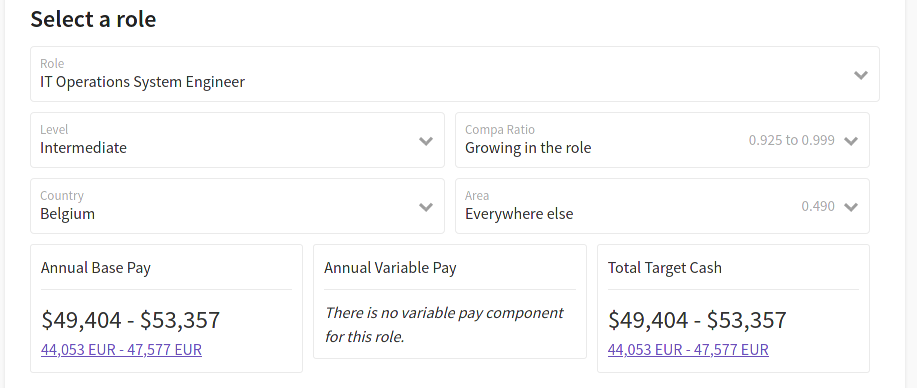 Select a role
Role
IT Operations System Engineer
Level
Intermediate
Compa Ratio
Growing in the role
0.925 to 0.999
Country
Belgium
Area
Everywhere else
0.490
Annual Base Pay
$49,404 - $53,357
44,053 EUR - 47,577 EUR
Annual Variable Pay
There is no variable pay component
for this role.
Total Target Cash
$49,404 - $53,357
44,053 EUR - 47,577 EUR